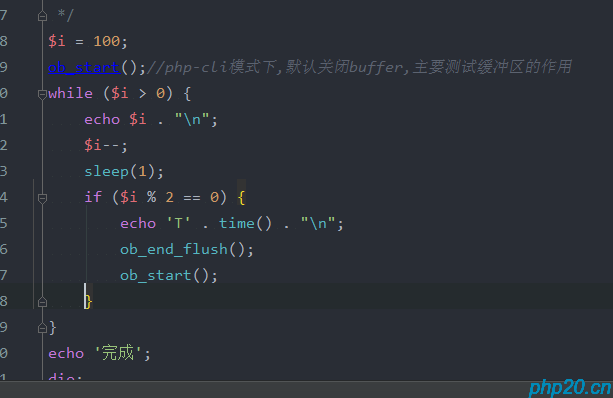 7 */
8 $i = 100;
9 ob_start();//php-cli模式下,默认关闭buffer,主要测试缓冲区的作用
0 while ($i > 0) {
1 echo $i . "\n";
2 $i--;
3 sleep(1);
4 if ($i % 2 == 0) {
5 echo 'T' . time() . "\n";
6 ob_end_flush();
7 ob_start();
8 }
9 }
0 echo '完成';
1 die;
php20.cn